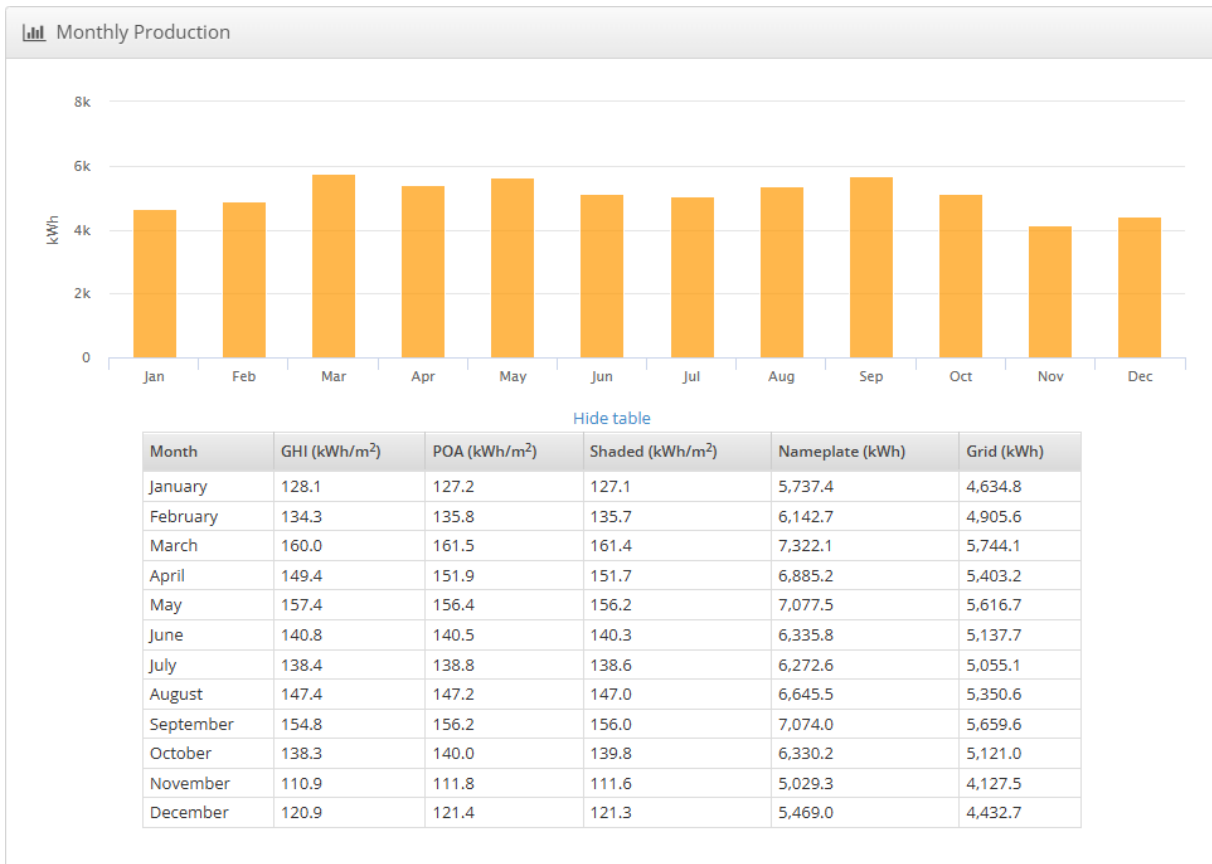 Monthly Production
8k
6k
4k
2k
0
kWh
Jan Feb Mar Apr May Jun Jul Aug Sep Oct Nov Dec
Hide table
Month GHI (kWh/m²) POA (kWh/m²) Shaded (kWh/m²) Nameplate (kWh) Grid (kWh)
January 128.1 127.2 127.1 5,737.4 4,634.8
February 134.3 135.8 135.7 6,142.7 4,905.6
March 160.0 161.5 161.4 7,322.1 5,744.1
April 149.4 151.9 151.7 6,885.2 5,403.2
May 157.4 156.4 156.2 7,077.5 5,616.7
June 140.8 140.5 140.3 6,335.8 5,137.7
July 138.4 138.8 138.6 6,272.6 5,055.1
August 147.4 147.2 147.0 6,645.5 5,350.6
September 154.8 156.2 156.0 7,074.0 5,659.6
October 138.3 140.0 139.8 6,330.2 5,121.0
November 110.9 111.8 111.6 5,029.3 4,127.5
December 120.9 121.4 121.3 5,469.0 4,432.7